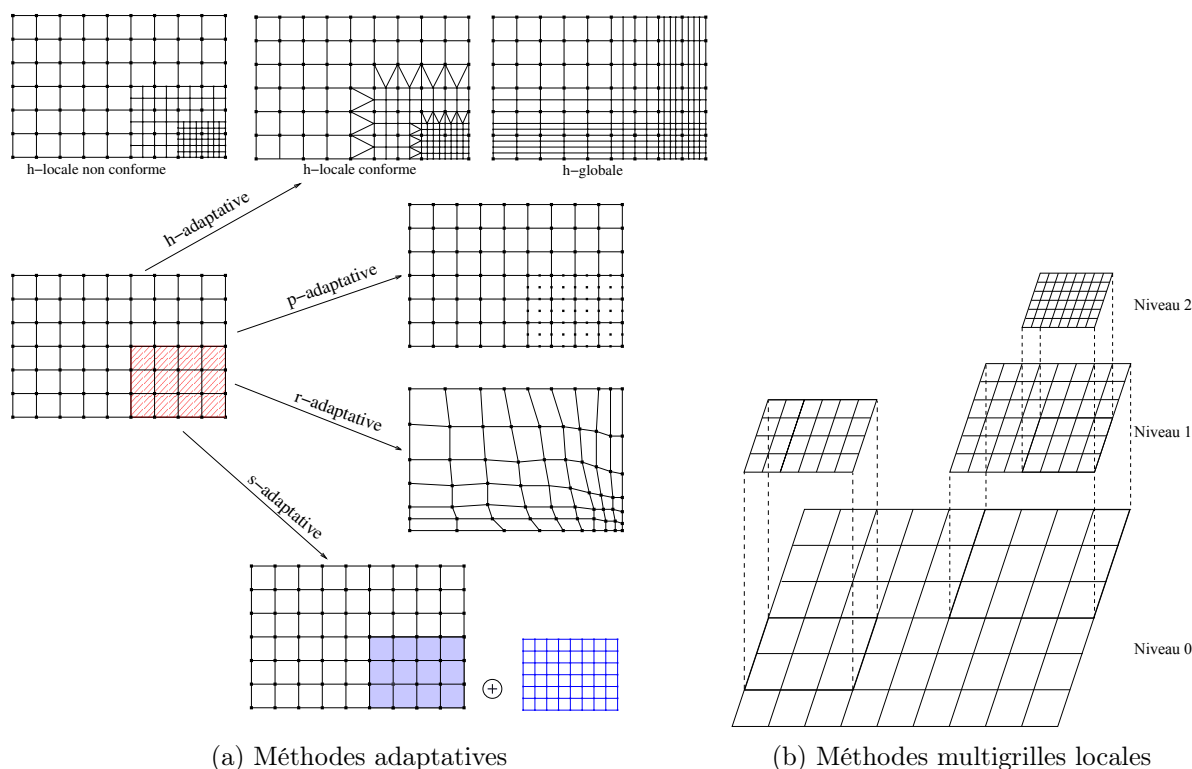 h-locale non conforme
h-locale conforme
h-globale
h-adaptative
p-adaptative
r-adaptative
s-adaptative
Niveau 2
Niveau 1
Niveau 0
(a) Méthodes adaptatives
(b) Méthodes multigrilles locales